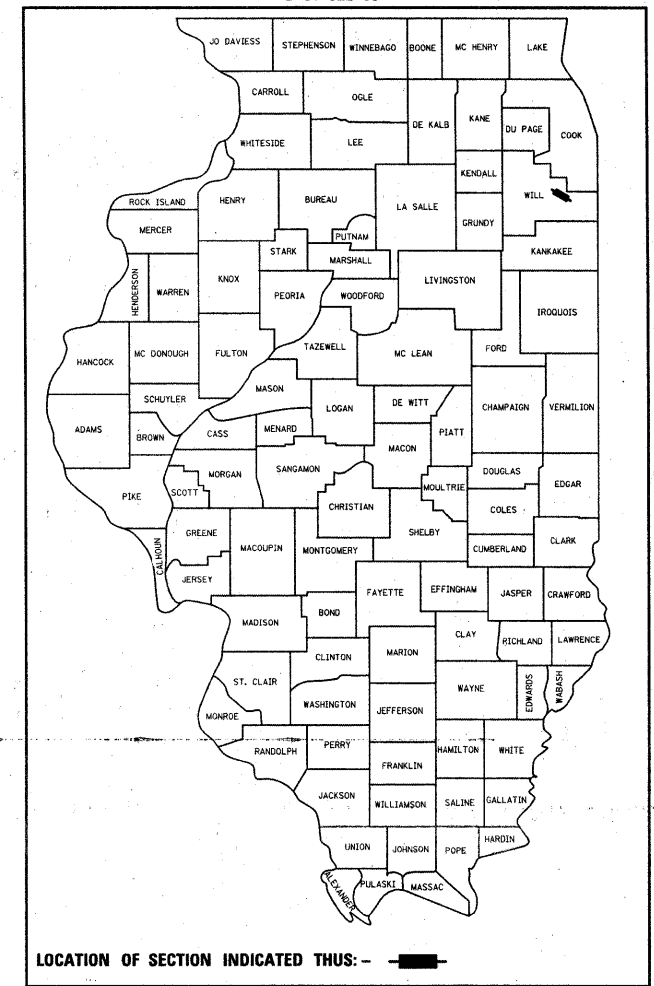 JO DAVIESS STEPHENSON WINNEBAGO BOONE MC HENRY LAKE
CARROLL OGLE DE KALB KANE DU PAGE COOK
WHITESIDE LEE
KENDALL
ROCK ISLAND HENRY BUREAU LA SALLE GRUNDY WILL
MERCER PUTNAM
STARK MARSHALL KANKAKEE
HENDERSON WARREN KNOX PEORIA WOODFORD LIVINGSTON IROQUOIS
HANCOCK MC DONOUGH FULTON TAZEWELL MC LEAN FORD
MASON
SCHUYLER LOGAN DE WITT CHAMPAIGN VERMILION
ADAMS BROWN CASS MENARD MACON PIATT
MORGAN SANGAMON DOUGLAS EDGAR
PIKE SCOTT CHRISTIAN MOULTRIE
COLES
GREENE MACOUPIN MONTGOMERY SHELBY CUMBERLAND CLARK
CALHOUN JERSEY FAYETTE EFFINGHAM JASPER CRAWFORD
MADISON BOND
CLAY RICHLAND LAWRENCE
CLINTON MARION
ST. CLAIR WAYNE EDWARDS WABASH
MONROE WASHINGTON JEFFERSON
RANDOLPH PERRY HAMILTON WHITE
FRANKLIN
JACKSON WILLIAMSON SALINE GALLATIN
UNION JOHNSON POPE HARDIN
ALEXANDER PULASKI MASSAC
LOCATION OF SECTION INDICATED THUS: -